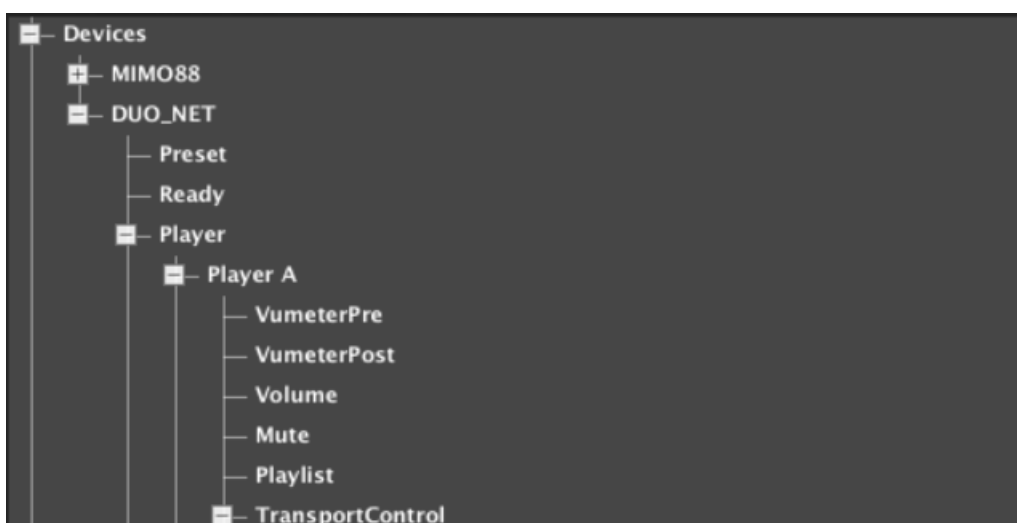 Devices
MIMO88
DUO_NET
Preset
Ready
Player
Player A
VumeterPre
VumeterPost
Volume
Mute
Playlist
TransportControl